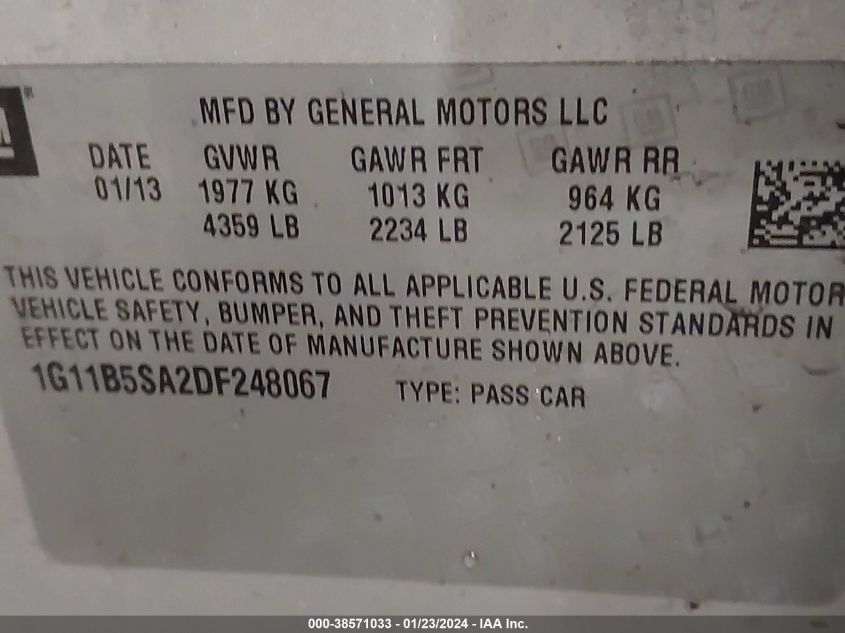 MFD BY GENERAL MOTORS LLC
DATE GVWR GAWR FRT GAWR RR
01/13 1977 KG 1013 KG 964 KG
4359 LB 2234 LB 2125 LB
THIS VEHICLE CONFORMS TO ALL APPLICABLE U.S. FEDERAL MOTOR
VEHICLE SAFETY, BUMPER, AND THEFT PREVENTION STANDARDS IN
EFFECT ON THE DATE OF MANUFACTURE SHOWN ABOVE.
1G11B5SA2DF248067 TYPE: PASS CAR
000-38571033 - 01/23/2024 - IAA Inc.